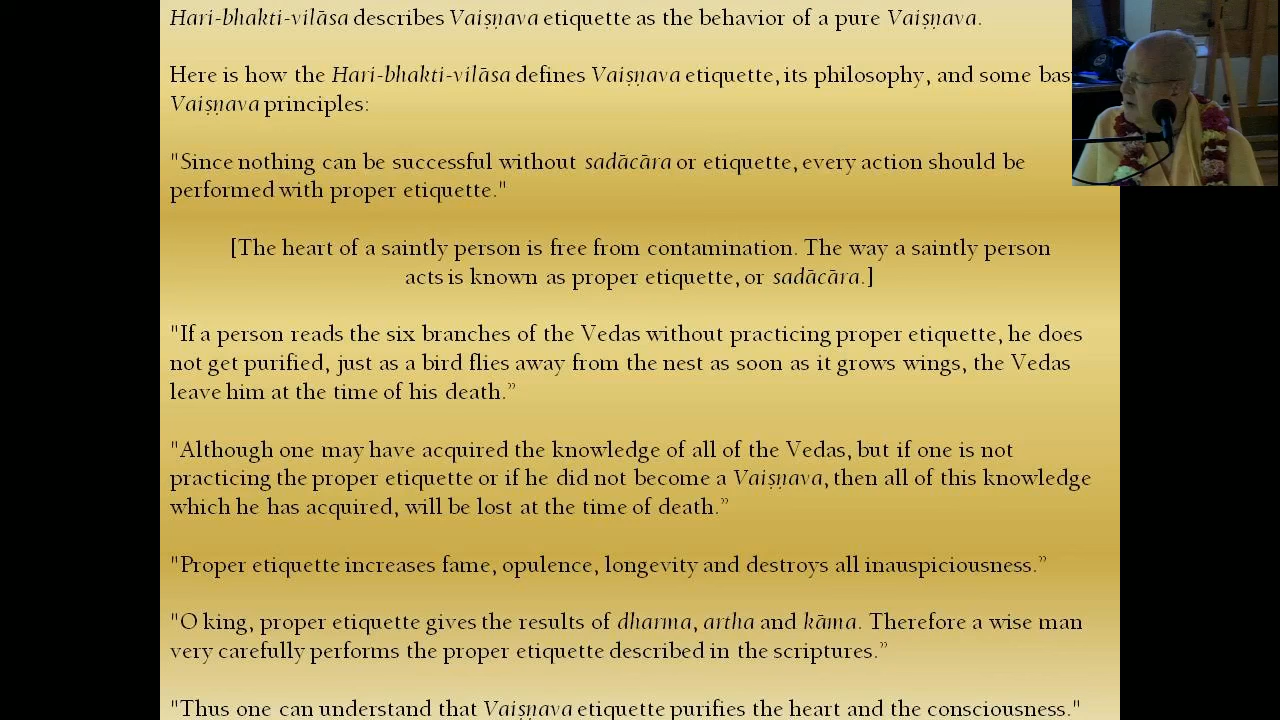 Hari-bhakti-vilāsa describes Vaiṣṇava etiquette as the behavior of a pure Vaiṣṇava.
Here is how the Hari-bhakti-vilāsa defines Vaiṣṇava etiquette, its philosophy, and some
Vaiṣṇava principles:
"Since nothing can be successful without sadācāra or etiquette, every action should be
performed with proper etiquette."
[The heart of a saintly person is free from contamination. The way a saintly person
acts is known as proper etiquette, or sadācāra.]
"If a person reads the six branches of the Vedas without practicing proper etiquette, he does
not get purified, just as a bird flies away from the nest as soon as it grows wings, the Vedas
leave him at the time of his death.”
"Although one may have acquired the knowledge of all of the Vedas, but if one is not
practicing the proper etiquette or if he did not become a Vaiṣṇava, then all of this knowledge
which he has acquired, will be lost at the time of death.”
"Proper etiquette increases fame, opulence, longevity and destroys all inauspiciousness.”
"O king, proper etiquette gives the results of dharma, artha and kāma. Therefore a wise man
very carefully performs the proper etiquette described in the scriptures.”
"Thus one can understand that Vaiṣṇava etiquette purifies the heart and the consciousness."